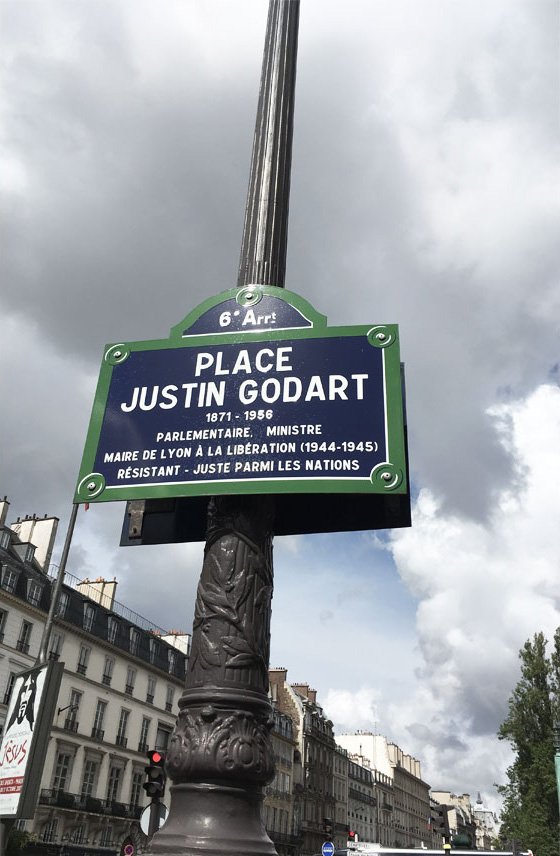 6ᵉ Arrt
PLACE
JUSTIN GODART
1871 - 1956
PARLEMENTAIRE, MINISTRE
MAIRE DE LYON À LA LIBÉRATION (1944-1945)
RÉSISTANT - JUSTE PARMI LES NATIONS
JÉSUS